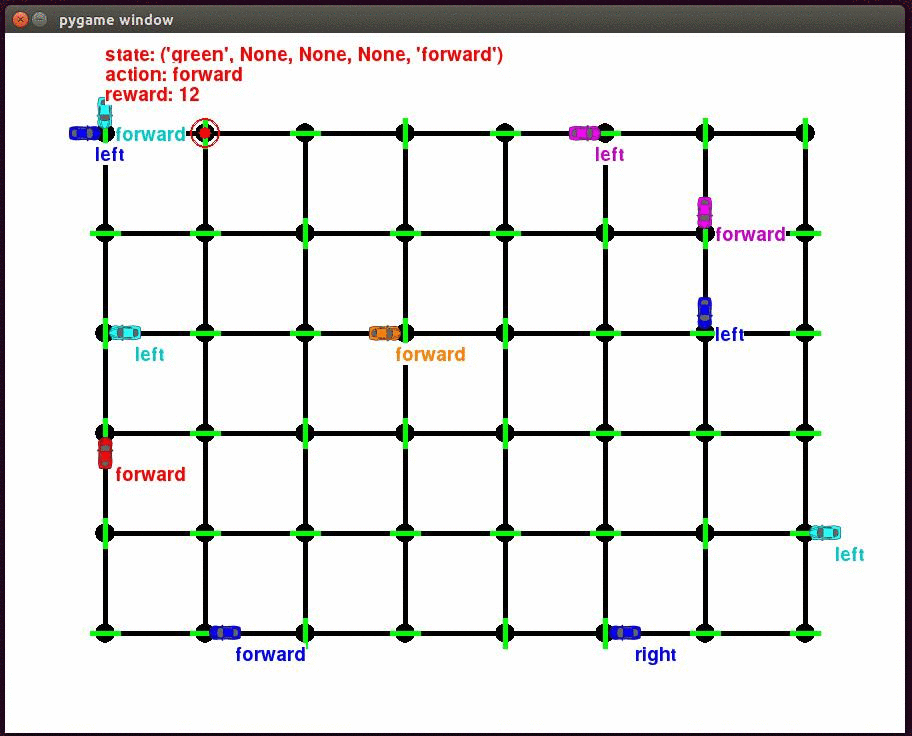 pygame window
state: ('green', None, None, None, 'forward')
action: forward
reward: 12
forward
left
left
forward
left
left
forward
forward
left
forward
right